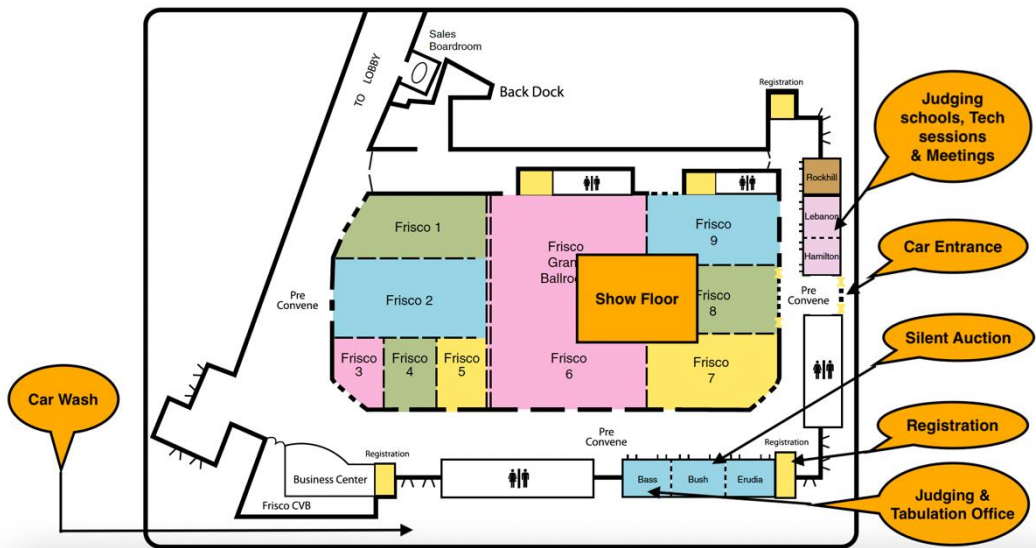 Sales
Boardroom
TO LOBBY
Back Dock
Registration
Judging
schools, Tech
sessions
& Meetings
Rockhill
Lebanon
Hamilton
Frisco 1
Frisco
9
Frisco
Grand
Ballroo
Car Entrance
Show Floor
Frisco
8
Pre
Convene
Pre
Convene
Frisco 2
Silent Auction
Frisco
3
Frisco
4
Frisco
5
Frisco
6
Frisco
7
Car Wash
Pre
Convene
Registration
Registration
Registration
Business Center
Bass
Bush
Erudia
Frisco CVB
Judging &
Tabulation Office